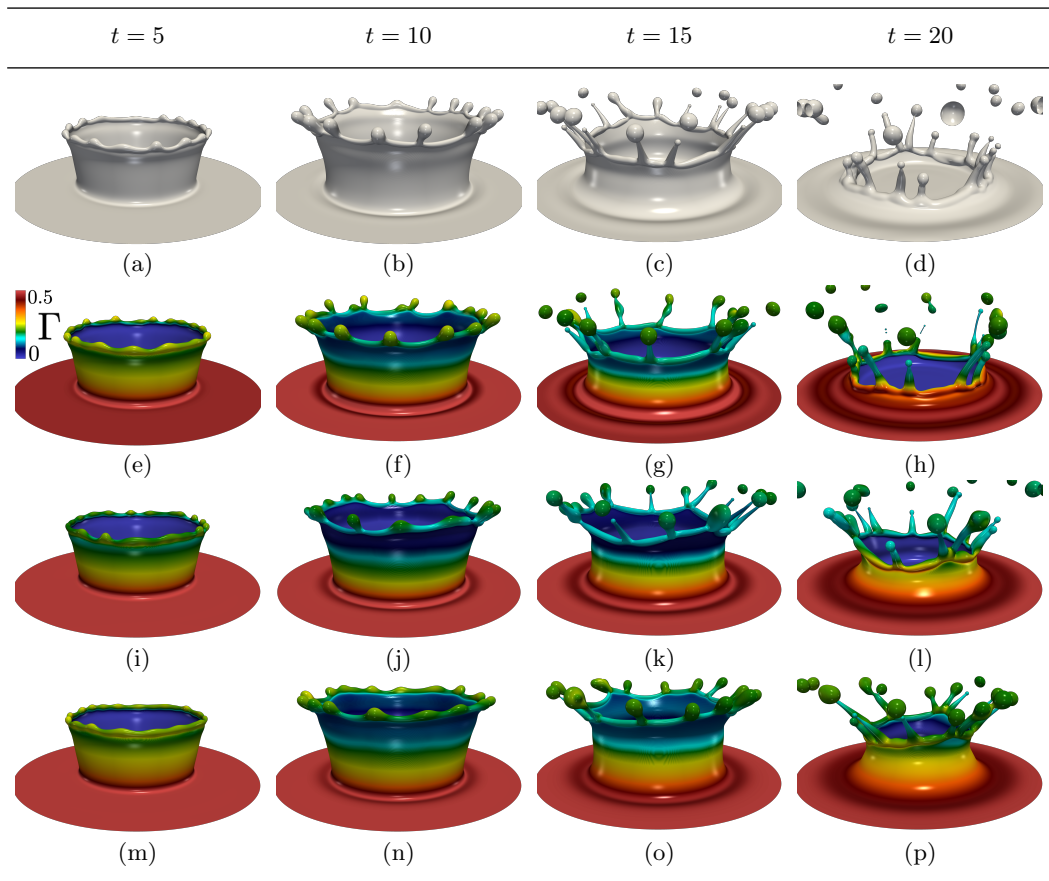 t = 5 t = 10 t = 15 t = 20
(a) (b) (c) (d)
0.5
Γ
0
(e) (f) (g) (h)
(i) (j) (k) (l)
(m) (n) (o) (p)